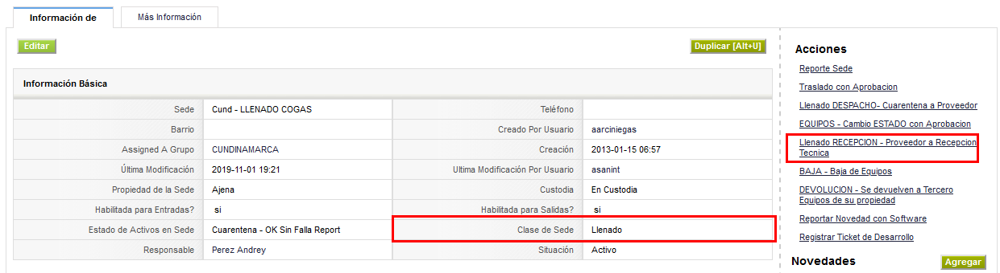 Información de
Más Información
Editar
Duplicar [Alt+U]
Información Básica
Sede Cund - LLENADO COGAS Teléfono
Barrio Creado Por Usuario aarciniegas
Assigned A Grupo CUNDINAMARCA Creación 2013-01-15 06:57
Última Modificación 2019-11-01 19:21 Ultima Modificación Por Usuario asanint
Propiedad de la Sede Ajena Custodia En Custodia
Habilitada para Entradas? si Habilitada para Salidas? si
Estado de Activos en Sede Cuarentena - OK Sin Falla Report Clase de Sede Llenado
Responsable Perez Andrey Situación Activo
Acciones
Reporte Sede
Traslado con Aprobacion
Llenado DESPACHO- Cuarentena a Proveedor
EQUIPOS - Cambio ESTADO con Aprobacion
Llenado RECEPCION - Proveedor a Recepcion
Tecnica
BAJA - Baja de Equipos
DEVOLUCION - Se devuelven a Tercero
Equipos de su propiedad
Reportar Novedad con Software
Registrar Ticket de Desarrollo
Novedades
Agregar